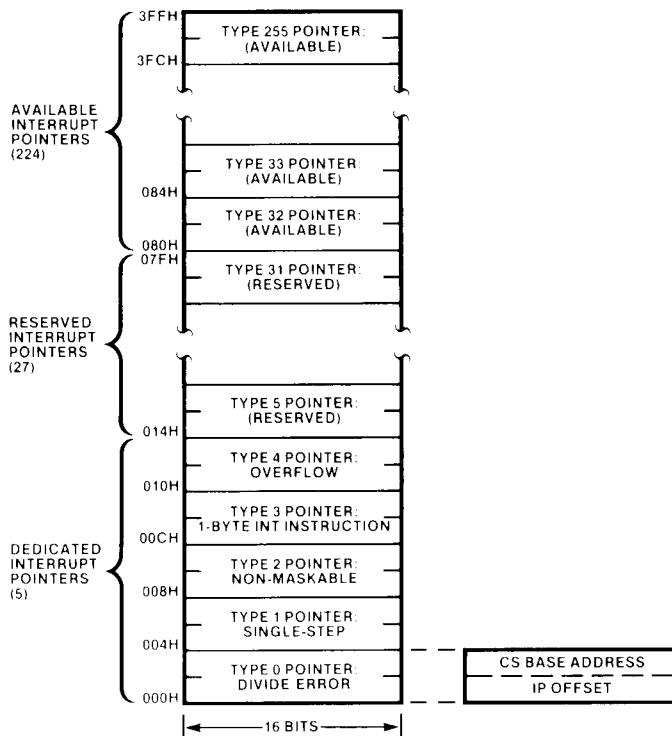 3FFH
TYPE 255 POINTER:
(AVAILABLE)
3FCH
AVAILABLE
INTERRUPT
POINTERS
(224)
TYPE 33 POINTER:
(AVAILABLE)
084H
TYPE 32 POINTER:
(AVAILABLE)
080H
07FH
TYPE 31 POINTER:
(RESERVED)
RESERVED
INTERRUPT
POINTERS
(27)
TYPE 5 POINTER:
(RESERVED)
014H
TYPE 4 POINTER:
OVERFLOW
010H
TYPE 3 POINTER:
1-BYTE INT INSTRUCTION
00CH
DEDICATED
INTERRUPT
POINTERS
(5)
TYPE 2 POINTER:
NON-MASKABLE
008H
TYPE 1 POINTER:
SINGLE-STEP
004H
TYPE 0 POINTER:
DIVIDE ERROR
000H
CS BASE ADDRESS
IP OFFSET
16 BITS